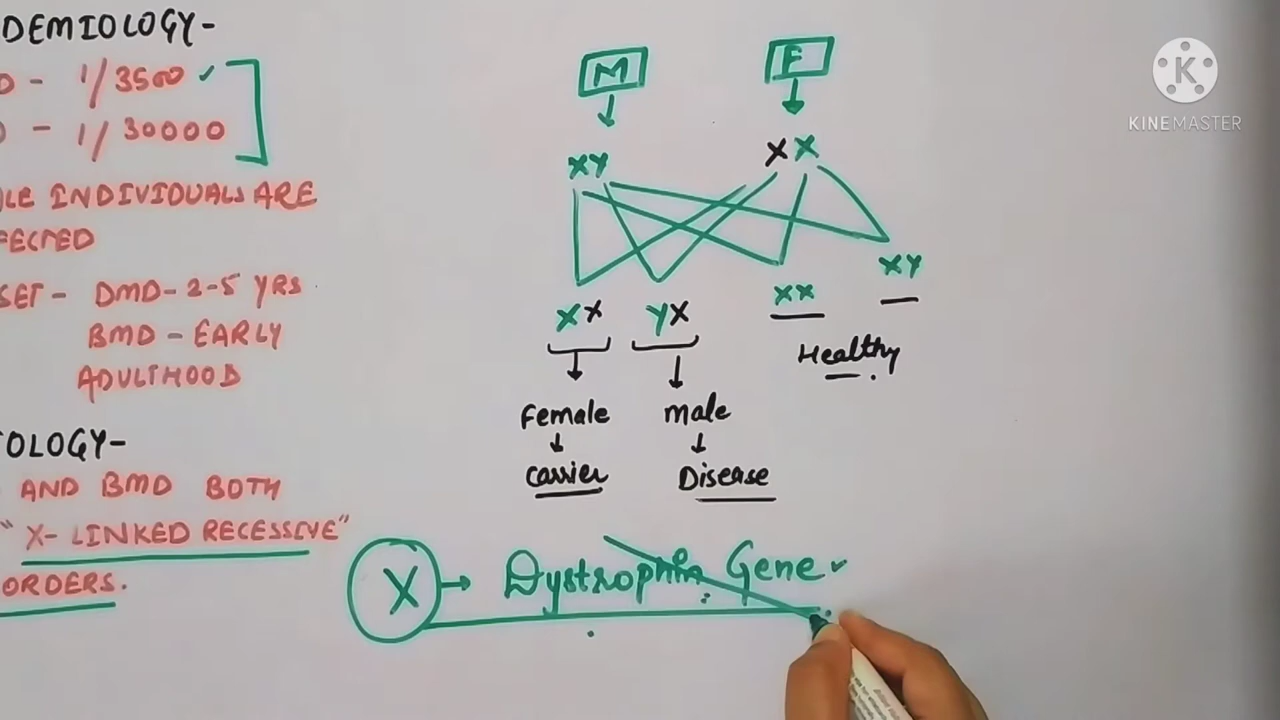 DEMIOLOGY-
D - 1/3500 ✓
- 1/30000
LE INDIVIDUALS ARE
FECTED
SET - DMD - 2-5 YRS
BMD - EARLY
ADULTHOOD
TOLOGY-
AND BMD BOTH
"X- LINKED RECESSIVE"
ORDERS.
M F
XY XX
XX YX XX XY
Healthy
Female male
Carrier Disease
X → Dystrophin Gene ✓
K
KINEMASTER